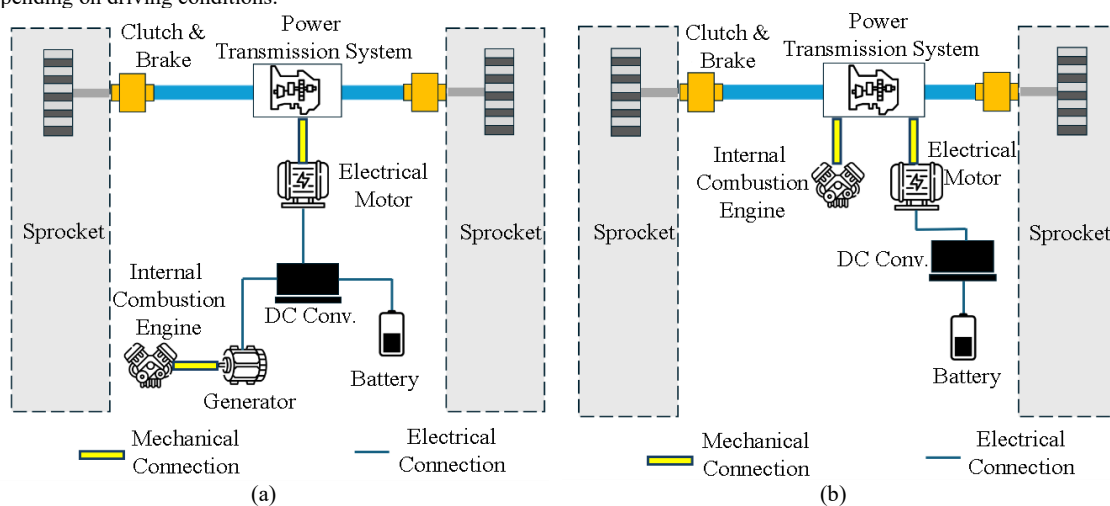 pending on driving conditions.
Clutch &
Brake
Power
Transmission System
Electrical
Motor
Sprocket
Sprocket
Internal
Combustion
Engine
DC Conv.
Generator
Battery
Mechanical
Connection
Electrical
Connection
(a)
Clutch &
Brake
Power
Transmission System
Internal
Combustion
Engine
Electrical
Motor
Sprocket
Sprocket
DC Conv.
Battery
Mechanical
Connection
Electrical
Connection
(b)